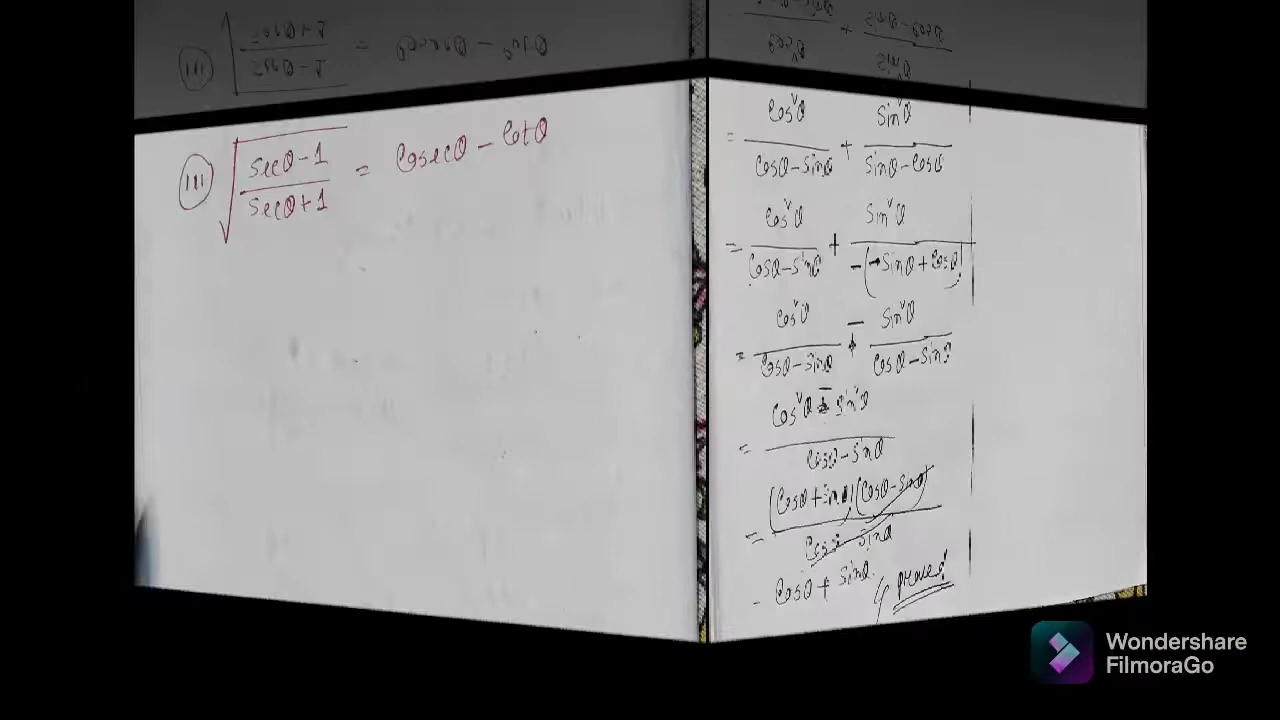 (iii) √((secθ-1)/(secθ+1)) = cosecθ - cotθ
= cos²θ/(cosθ-sinθ) + sin²θ/(sinθ-cosθ)
= cos²θ/(cosθ-sinθ) + sin²θ/-(-sinθ+cosθ)
= cos²θ/(cosθ-sinθ) - sin²θ/(cosθ-sinθ)
= (cos²θ - sin²θ)/(cosθ-sinθ)
= (cosθ+sinθ)(cosθ-sinθ)/(cosθ-sinθ)
= cosθ + sinθ proved
Wondershare
FilmoraGo